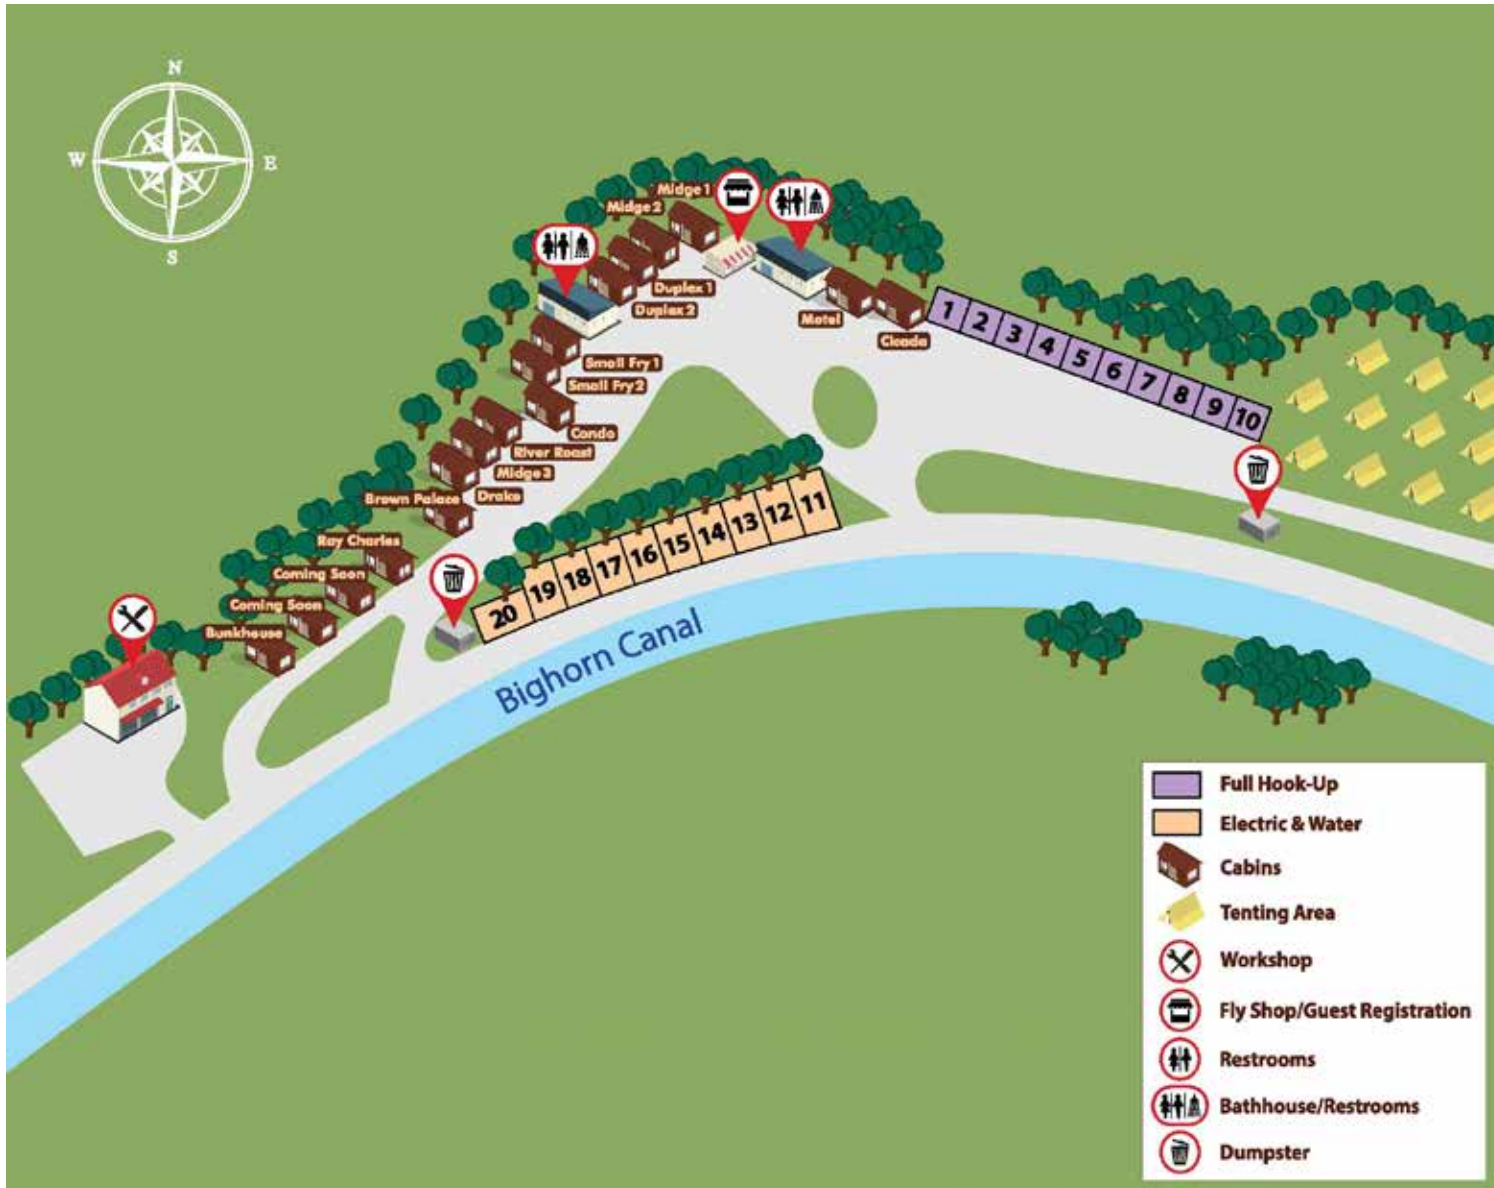 N
W
E
S
Midge 1
Midge 2
Duplex 1
Duplex 2
Motel
Cicada
Small Fry 1
Small Fry 2
Condo
River Roast
Midge 3
Drake
Brown Palace
Ray Charles
Coming Soon
Coming Soon
Bunkhouse
1 2 3 4 5 6 7 8 9 10
20 19 18 17 16 15 14 13 12 11
Bighorn Canal
Full Hook-Up
Electric & Water
Cabins
Tenting Area
Workshop
Fly Shop/Guest Registration
Restrooms
Bathhouse/Restrooms
Dumpster